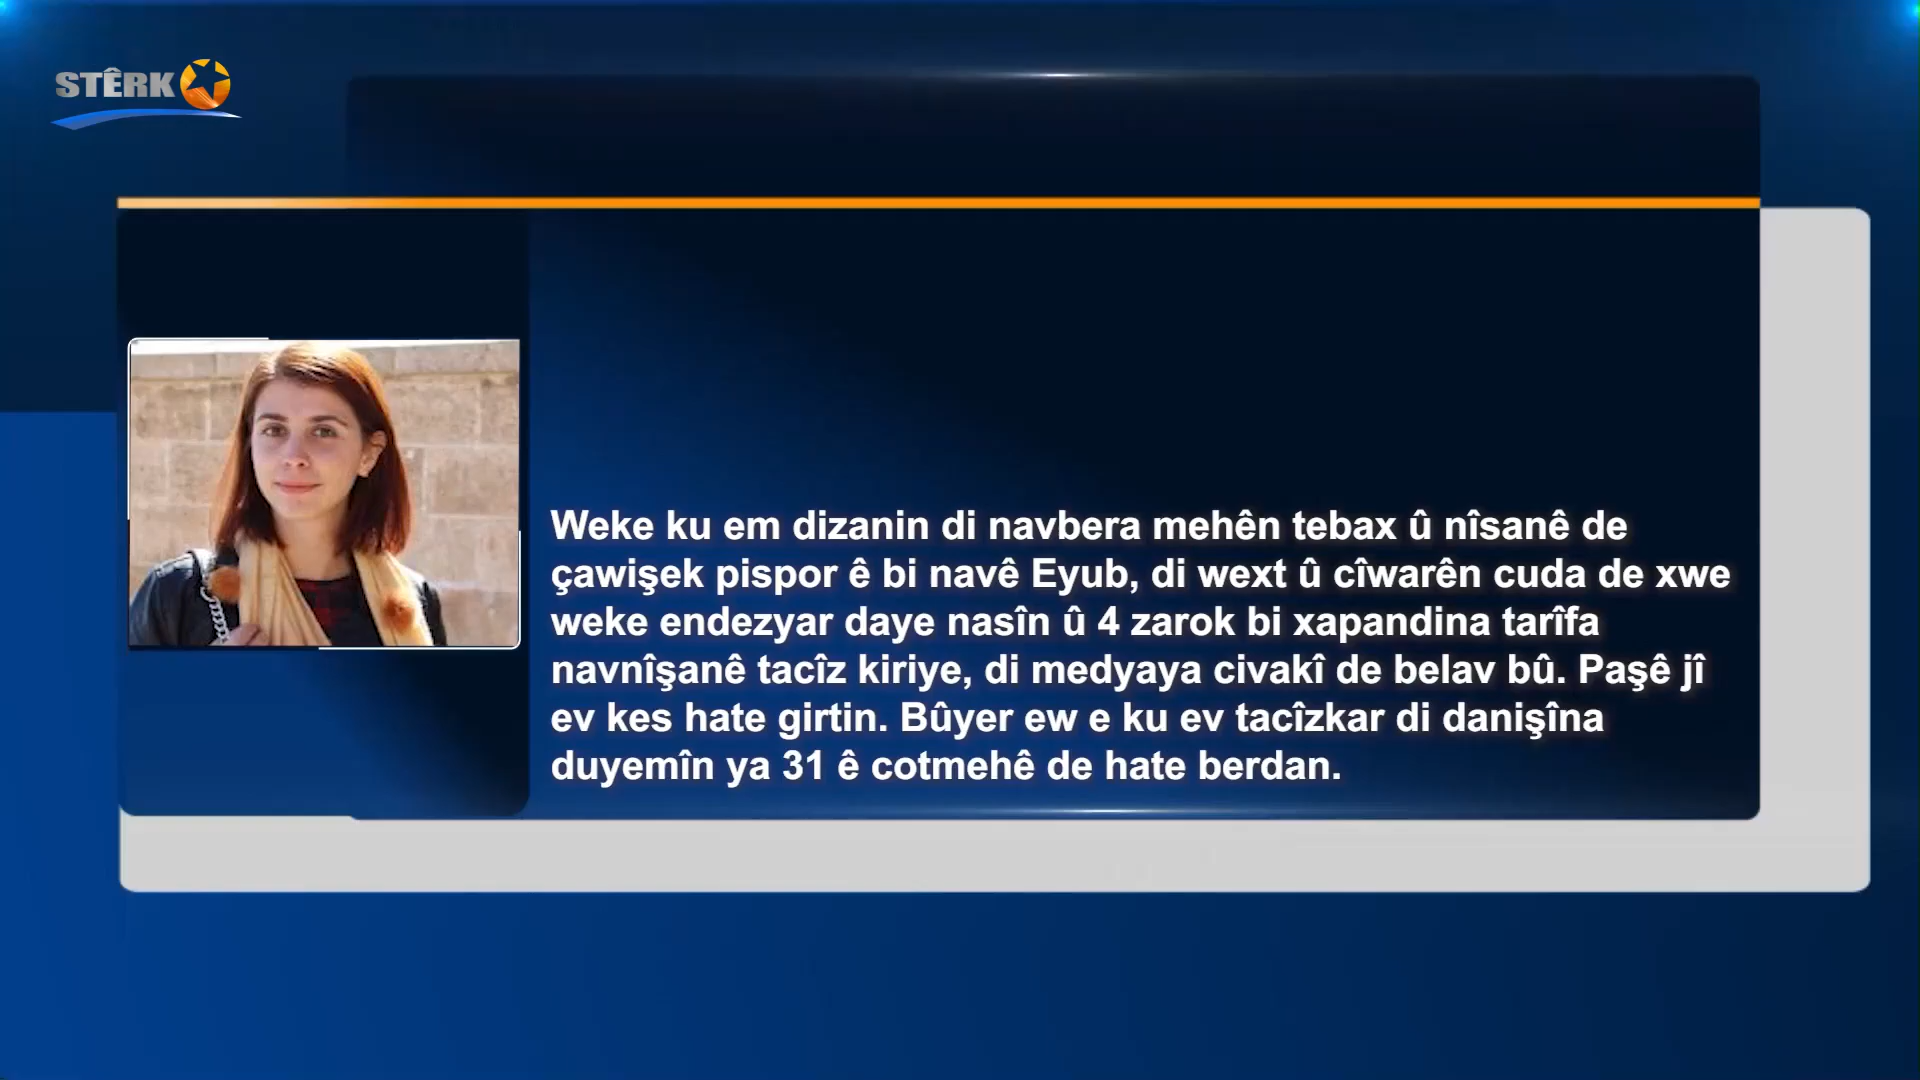 STÊRK
Weke ku em dizanin di navbera mehên tebax û nîsanê de
çawişek pispor ê bi navê Eyub, di wext û cîwarên cuda de xwe
weke endezyar daye nasîn û 4 zarok bi xapandina tarîfa
navnîşanê tacîz kiriye, di medyaya civakî de belav bû. Paşê jî
ev kes hate girtin. Bûyer ew e ku ev tacîzkar di danişîna
duyemîn ya 31 ê cotmehê de hate berdan.